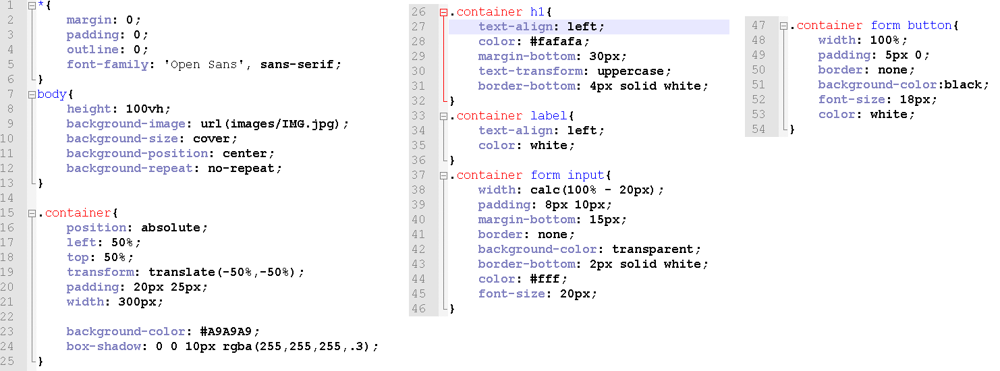 1 *{
2 margin: 0;
3 padding: 0;
4 outline: 0;
5 font-family: 'Open Sans', sans-serif;
6 }
7 body{
8 height: 100vh;
9 background-image: url(images/IMG.jpg);
10 background-size: cover;
11 background-position: center;
12 background-repeat: no-repeat;
13 }
14
15 .container{
16 position: absolute;
17 left: 50%;
18 top: 50%;
19 transform: translate(-50%,-50%);
20 padding: 20px 25px;
21 width: 300px;
22
23 background-color: #A9A9A9;
24 box-shadow: 0 0 10px rgba(255,255,255,.3);
25 }
26 .container h1{
27 text-align: left;
28 color: #fafafa;
29 margin-bottom: 30px;
30 text-transform: uppercase;
31 border-bottom: 4px solid white;
32 }
33 .container label{
34 text-align: left;
35 color: white;
36 }
37 .container form input{
38 width: calc(100% - 20px);
39 padding: 8px 10px;
40 margin-bottom: 15px;
41 border: none;
42 background-color: transparent;
43 border-bottom: 2px solid white;
44 color: #fff;
45 font-size: 20px;
46 }
47 .container form button{
48 width: 100%;
49 padding: 5px 0;
50 border: none;
51 background-color:black;
52 font-size: 18px;
53 color: white;
54 }